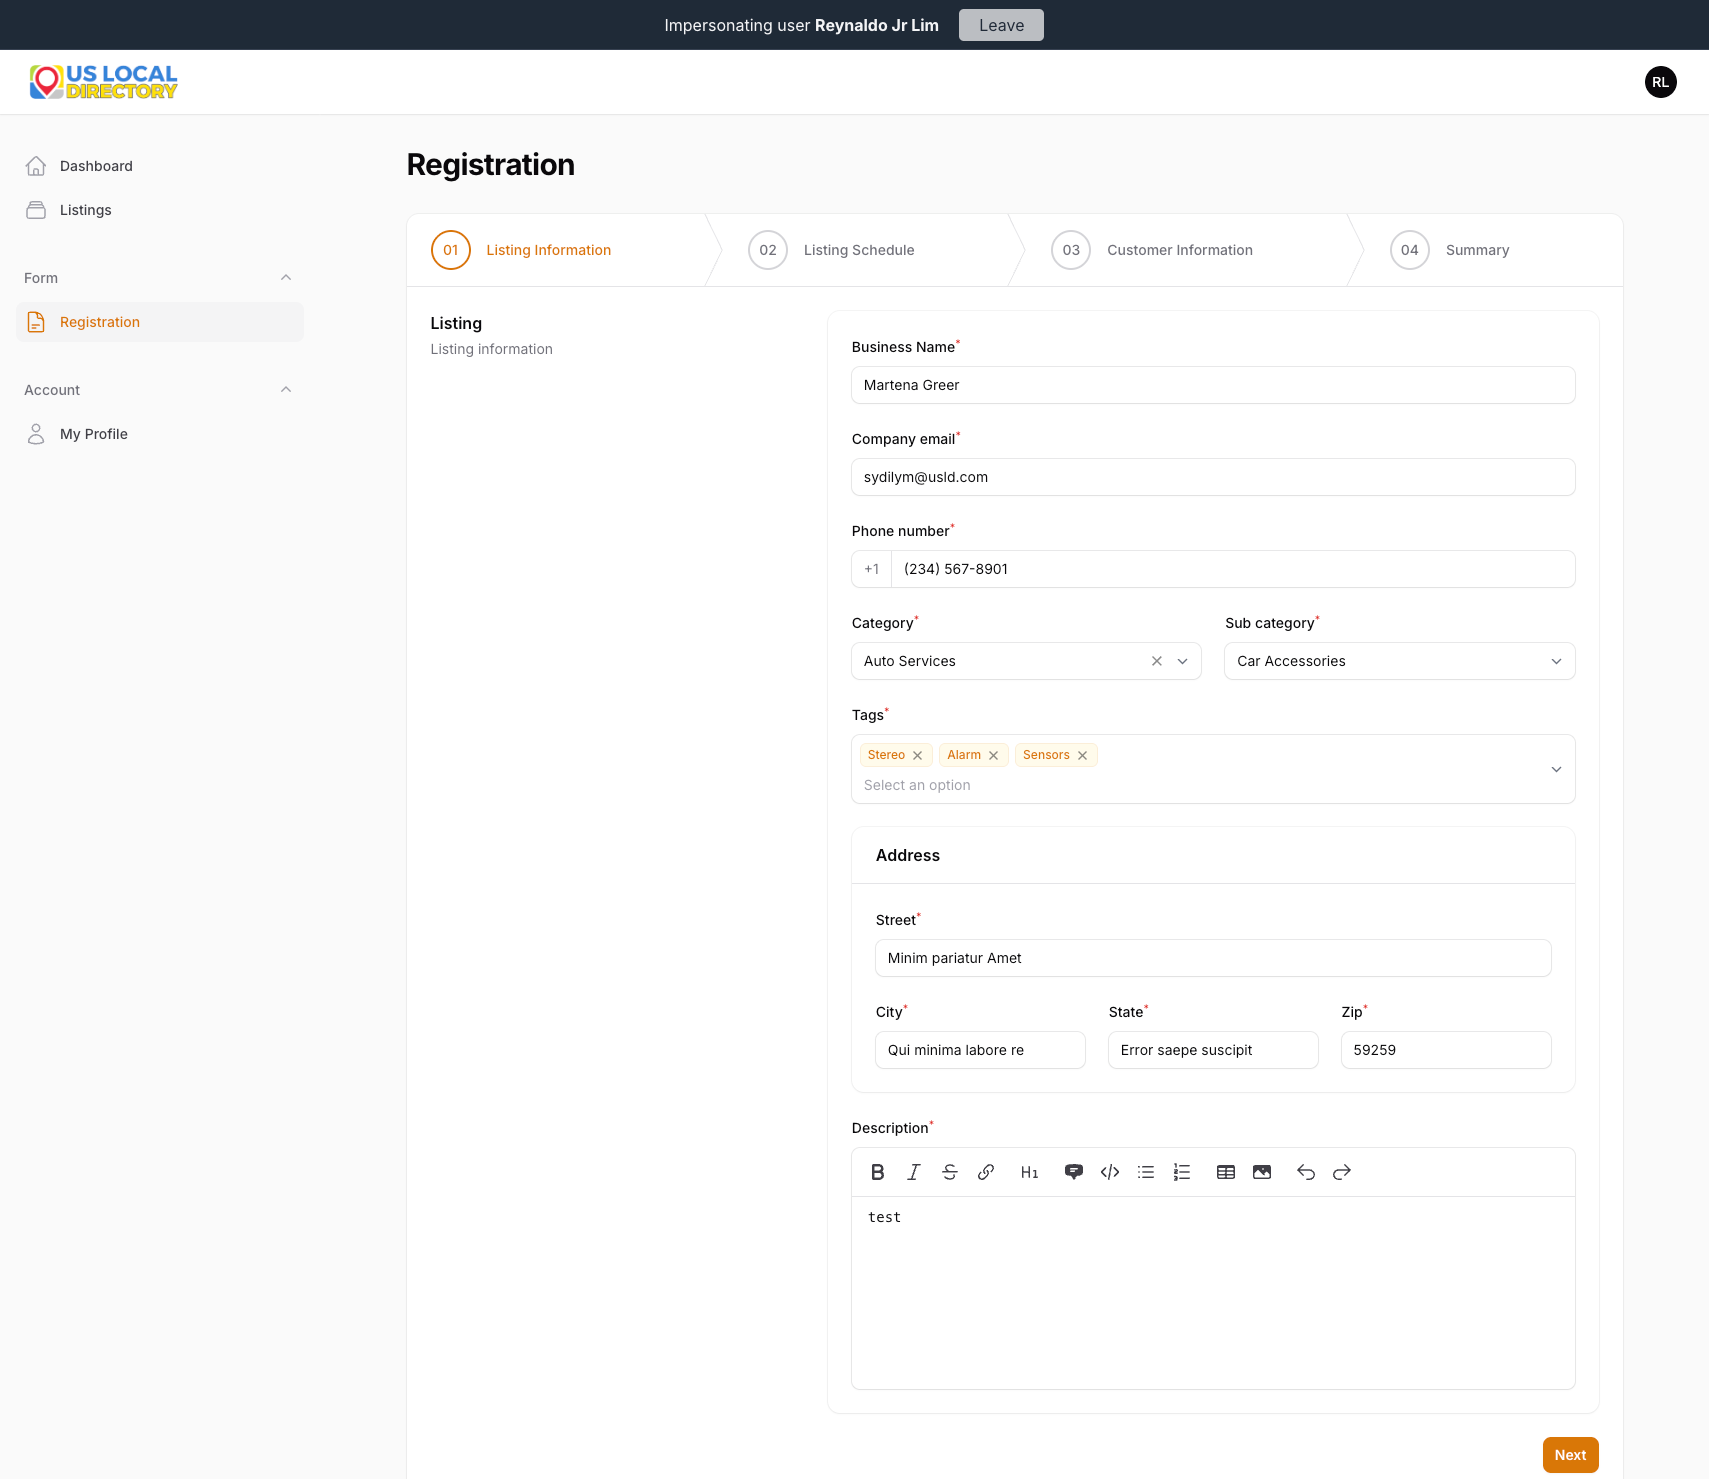 Impersonating user Reynaldo Jr Lim Leave
US LOCAL
DIRECTORY
RL
Dashboard
Listings
Form
Registration
Account
My Profile
Registration
01 Listing Information 02 Listing Schedule 03 Customer Information 04 Summary
Listing
Listing information
Business Name*
Martena Greer
Company email*
sydilym@usld.com
Phone number*
+1 (234) 567-8901
Category* Sub category*
Auto Services Car Accessories
Tags*
Stereo Alarm Sensors
Select an option
Address
Street*
Minim pariatur Amet
City* State* Zip*
Qui minima labore re Error saepe suscipit 59259
Description*
B I S H1
test
Next